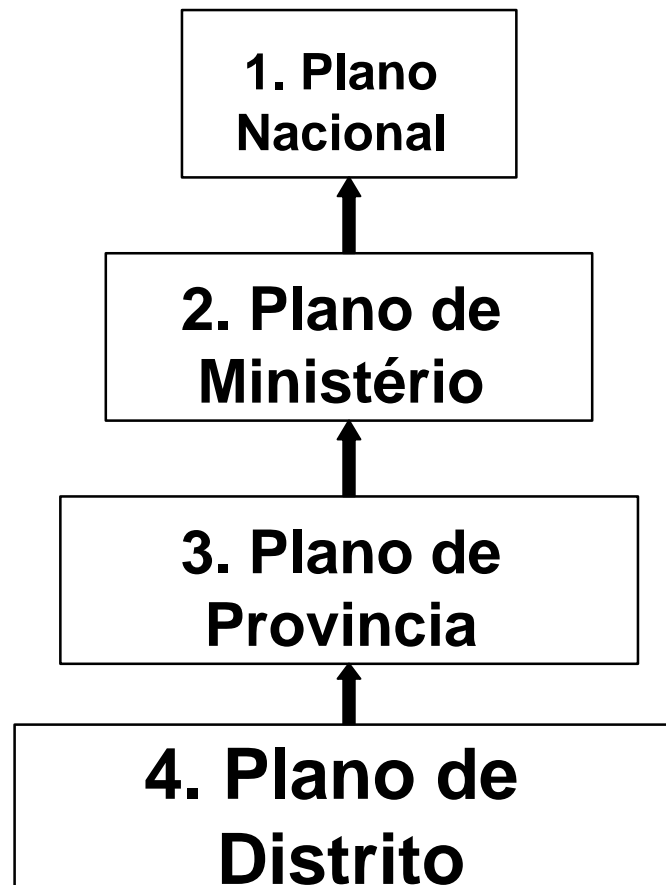 1. Plano
Nacional
2. Plano de
Ministério
3. Plano de
Provincia
4. Plano de
Distrito